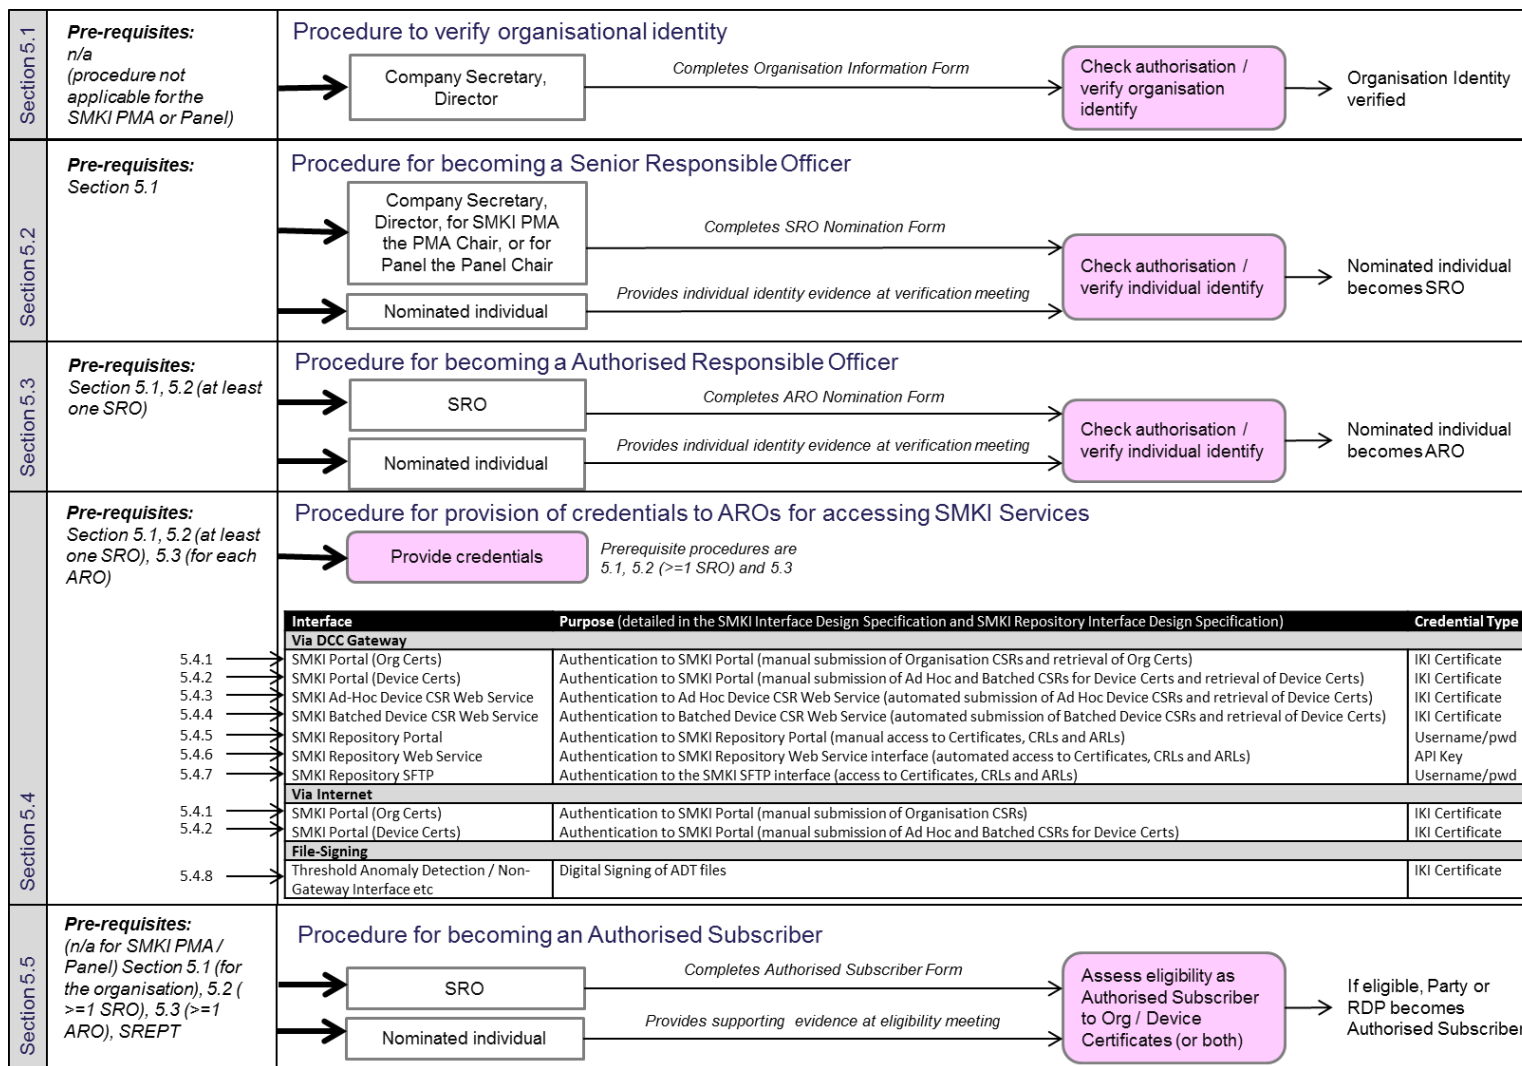 Section 5.1
Pre-requisites:
n/a
(procedure not
applicable for the
SMKI PMA or Panel)
Procedure to verify organisational identity
Company Secretary,
Director
Completes Organisation Information Form
Check authorisation /
verify organisation
identify
Organisation Identity
verified
Section 5.2
Pre-requisites:
Section 5.1
Procedure for becoming a Senior Responsible Officer
Company Secretary,
Director, for SMKI PMA
the PMA Chair, or for
Panel the Panel Chair
Completes SRO Nomination Form
Nominated individual
Provides individual identity evidence at verification meeting
Check authorisation /
verify individual identify
Nominated individual
becomes SRO
Section 5.3
Pre-requisites:
Section 5.1, 5.2 (at least
one SRO)
Procedure for becoming a Authorised Responsible Officer
SRO
Completes ARO Nomination Form
Nominated individual
Provides individual identity evidence at verification meeting
Check authorisation /
verify individual identify
Nominated individual
becomes ARO
Section 5.4
Pre-requisites:
Section 5.1, 5.2 (at least
one SRO), 5.3 (for each
ARO)
Procedure for provision of credentials to AROs for accessing SMKI Services
Provide credentials
Prerequisite procedures are
5.1, 5.2 (>=1 SRO) and 5.3
Interface Purpose (detailed in the SMKI Interface Design Specification and SMKI Repository Interface Design Specification) Credential Type
Via DCC Gateway
5.4.1 SMKI Portal (Org Certs) Authentication to SMKI Portal (manual submission of Organisation CSRs and retrieval of Org Certs) IKI Certificate
5.4.2 SMKI Portal (Device Certs) Authentication to SMKI Portal (manual submission of Ad Hoc and Batched CSRs for Device Certs and retrieval of Device Certs) IKI Certificate
5.4.3 SMKI Ad-Hoc Device CSR Web Service Authentication to Ad Hoc Device CSR Web Service (automated submission of Ad Hoc Device CSRs and retrieval of Device Certs) IKI Certificate
5.4.4 SMKI Batched Device CSR Web Service Authentication to Batched Device CSR Web Service (automated submission of Batched Device CSRs and retrieval of Device Certs) IKI Certificate
5.4.5 SMKI Repository Portal Authentication to SMKI Repository Portal (manual access to Certificates, CRLs and ARLs) Username/pwd
5.4.6 SMKI Repository Web Service Authentication to SMKI Repository Web Service interface (automated access to Certificates, CRLs and ARLs) API Key
5.4.7 SMKI Repository SFTP Authentication to the SMKI SFTP interface (access to Certificates, CRLs and ARLs) Username/pwd
Via Internet
5.4.1 SMKI Portal (Org Certs) Authentication to SMKI Portal (manual submission of Organisation CSRs) IKI Certificate
5.4.2 SMKI Portal (Device Certs) Authentication to SMKI Portal (manual submission of Ad Hoc and Batched CSRs for Device Certs) IKI Certificate
File-Signing
5.4.8 Threshold Anomaly Detection / Non- Digital Signing of ADT files IKI Certificate
Gateway Interface etc
Section 5.5
Pre-requisites:
(n/a for SMKI PMA /
Panel) Section 5.1 (for
the organisation), 5.2 (
>=1 SRO), 5.3 (>=1
ARO), SREPT
Procedure for becoming an Authorised Subscriber
SRO
Completes Authorised Subscriber Form
Nominated individual
Provides supporting evidence at eligibility meeting
Assess eligibility as
Authorised Subscriber
to Org / Device
Certificates (or both)
If eligible, Party or
RDP becomes
Authorised Subscriber